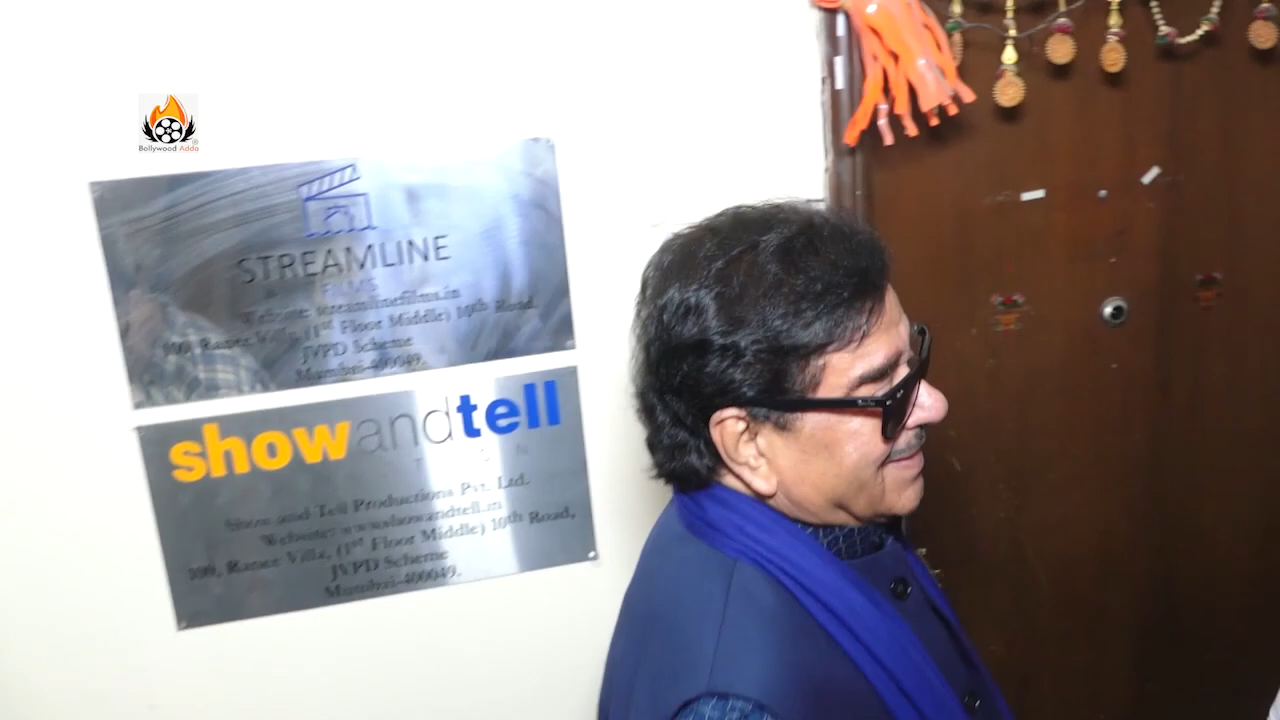 Bollywood Adda
STREAMLINE
FILMS
Website: streamlinefilms.in
109, Ranee Villa, (1st Floor Middle) 10th Road,
JVPD Scheme
Mumbai-400049.
showandtell
Show and Tell Productions Pvt. Ltd.
Website: www.showandtell.in
109, Ranee Villa, (1st Floor Middle) 10th Road,
JVPD Scheme
Mumbai-400049.